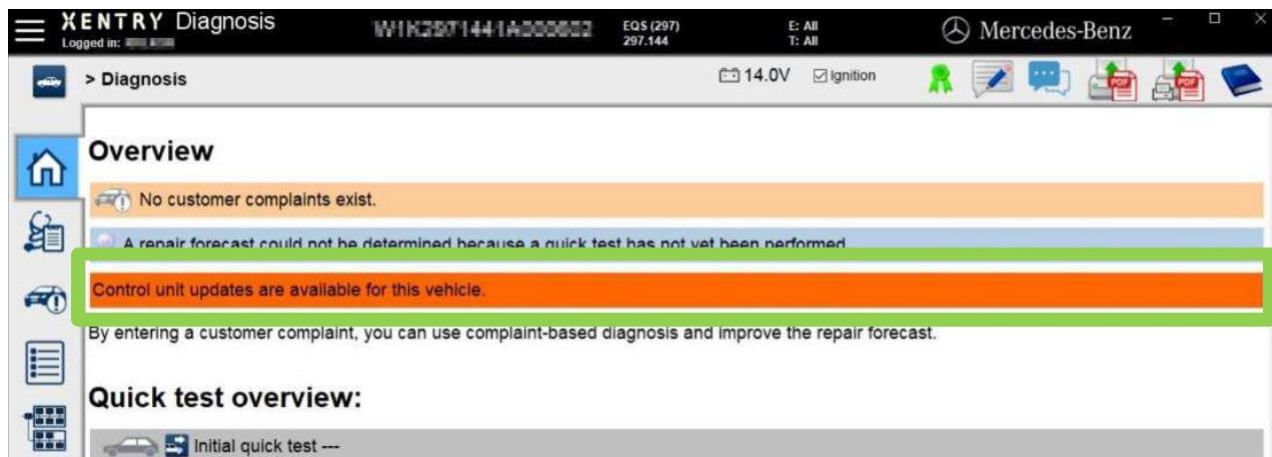 XENTRY Diagnosis
Logged in:
EQS (297)
297.144
E: All
T: All
Mercedes-Benz
> Diagnosis
14.0V
Ignition
PDF
PDF
Overview
No customer complaints exist.
A repair forecast could not be determined because a quick test has not yet been performed
Control unit updates are available for this vehicle.
By entering a customer complaint, you can use complaint-based diagnosis and improve the repair forecast.
Quick test overview:
Initial quick test ---